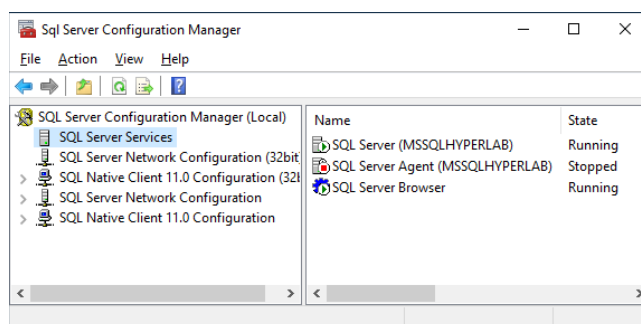 Sql Server Configuration Manager
File Action View Help
SQL Server Configuration Manager (Local)
SQL Server Services
SQL Server Network Configuration (32bit
SQL Native Client 11.0 Configuration (32b
SQL Server Network Configuration
SQL Native Client 11.0 Configuration
Name State
SQL Server (MSSQLHYPERLAB) Running
SQL Server Agent (MSSQLHYPERLAB) Stopped
SQL Server Browser Running